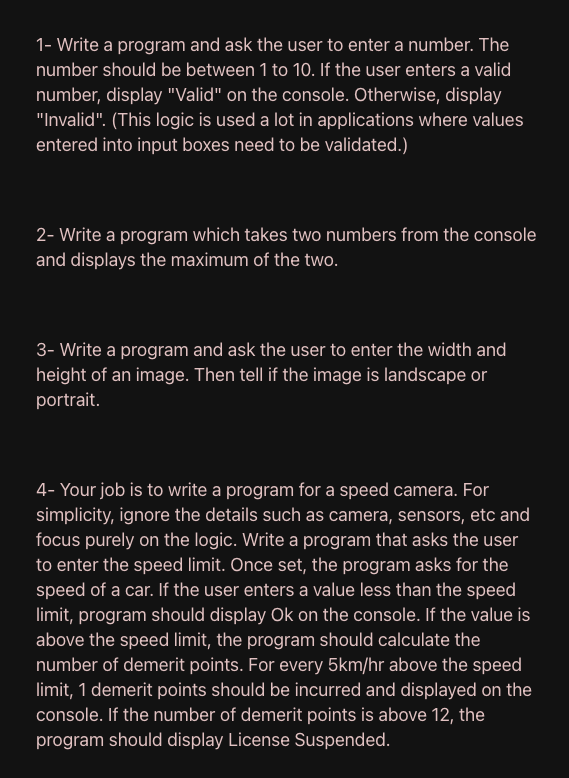 1- Write a program and ask the user to enter a number. The
number should be between 1 to 10. If the user enters a valid
number, display "Valid" on the console. Otherwise, display
"Invalid". (This logic is used a lot in applications where values
entered into input boxes need to be validated.)
2- Write a program which takes two numbers from the console
and displays the maximum of the two.
3- Write a program and ask the user to enter the width and
height of an image. Then tell if the image is landscape or
portrait.
4- Your job is to write a program for a speed camera. For
simplicity, ignore the details such as camera, sensors, etc and
focus purely on the logic. Write a program that asks the user
to enter the speed limit. Once set, the program asks for the
speed of a car. If the user enters a value less than the speed
limit, program should display Ok on the console. If the value is
above the speed limit, the program should calculate the
number of demerit points. For every 5km/hr above the speed
limit, 1 demerit points should be incurred and displayed on the
console. If the number of demerit points is above 12, the
program should display License Suspended.